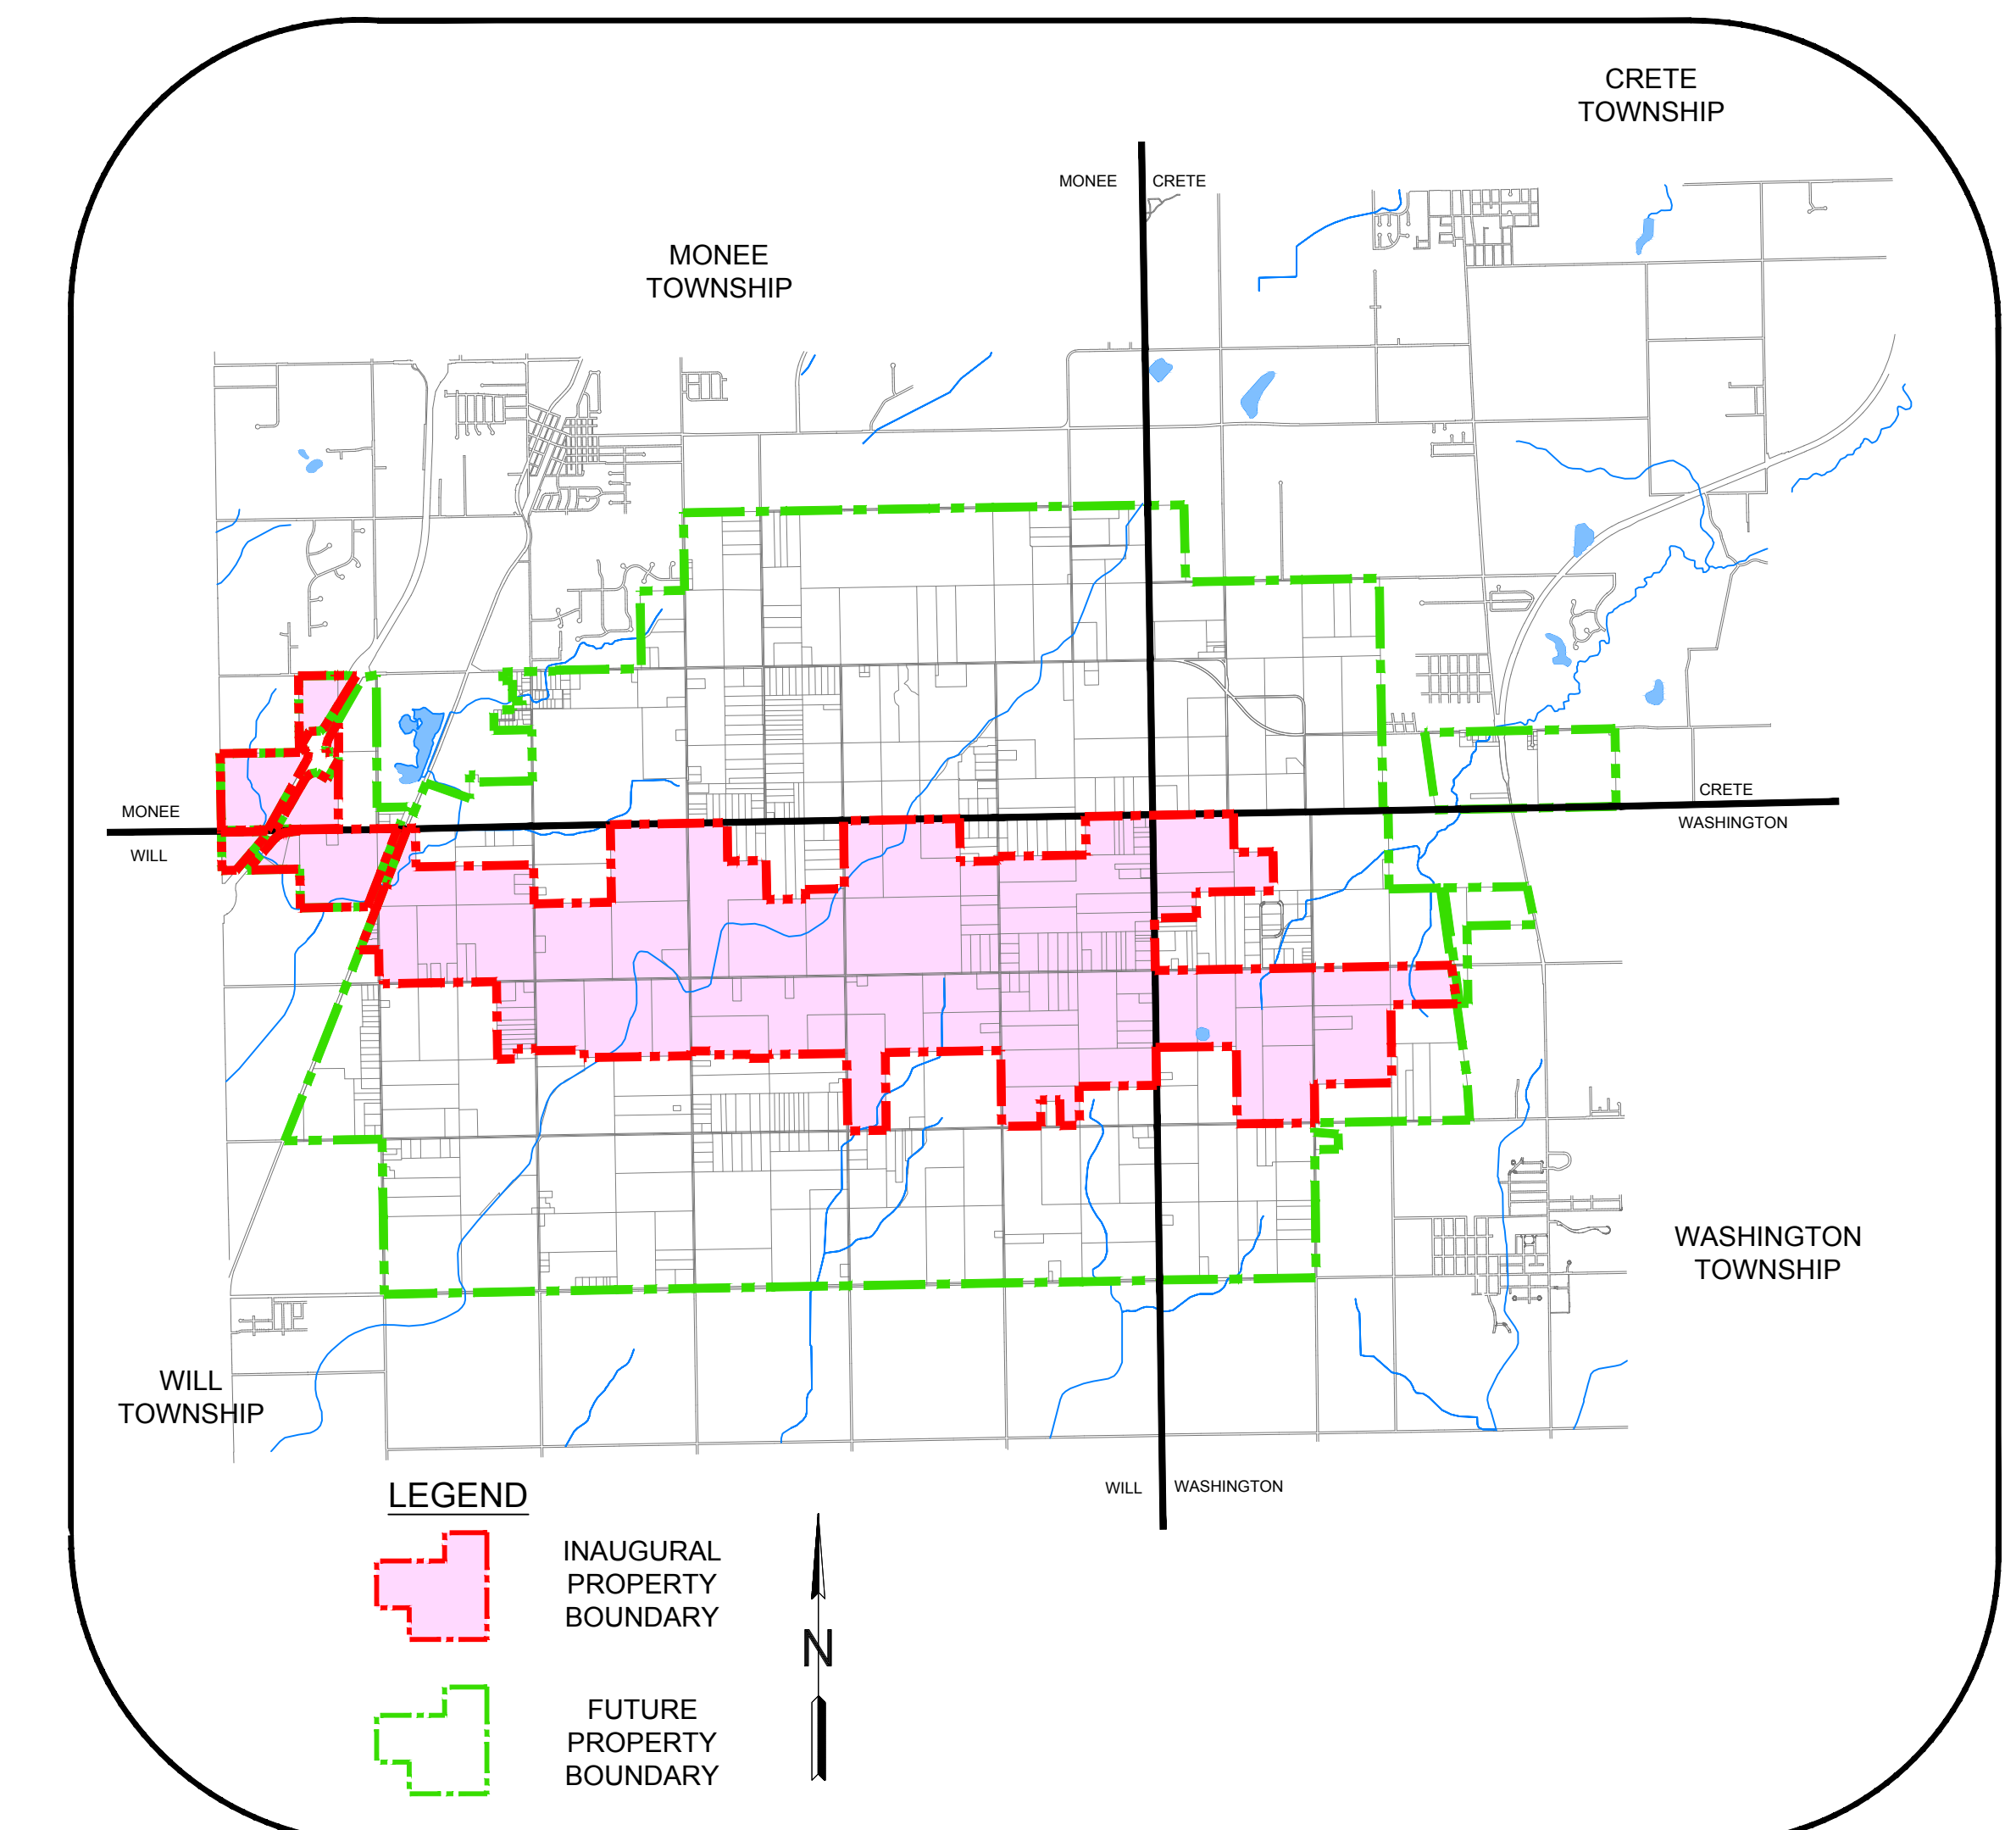 CRETE
TOWNSHIP
MONEE
CRETE
MONEE
TOWNSHIP
MONEE
WILL
CRETE
WASHINGTON
WASHINGTON
TOWNSHIP
WILL
TOWNSHIP
WILL
WASHINGTON
LEGEND
INAUGURAL
PROPERTY
BOUNDARY
N
FUTURE
PROPERTY
BOUNDARY